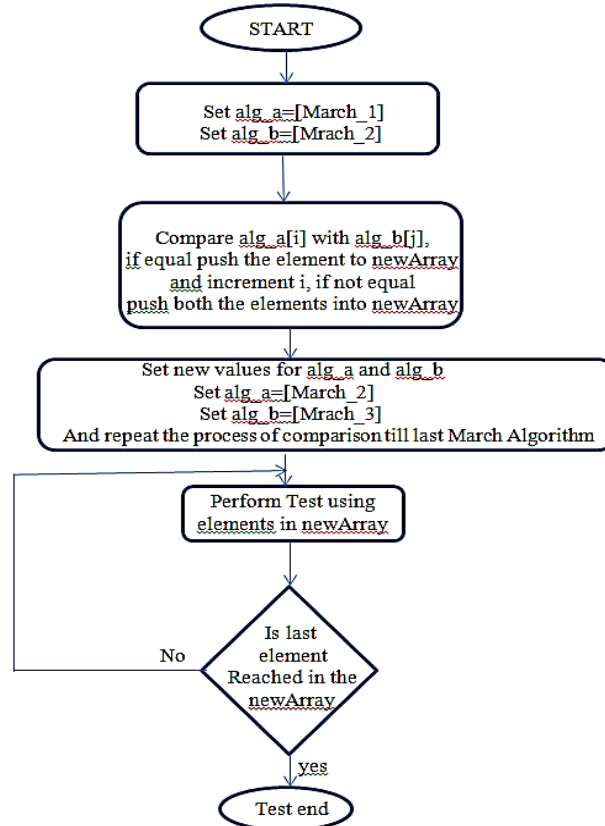 START
Set alg_a=[March_1]
Set alg_b=[Mrach_2]
Compare alg_a[i] with alg_b[j],
if equal push the element to newArray
and increment i, if not equal
push both the elements into newArray
Set new values for alg_a and alg_b
Set alg_a=[March_2]
Set alg_b=[Mrach_3]
And repeat the process of comparison till last March Algorithm
Perform Test using
elements in newArray
Is last
element
Reached in the
newArray
No
yes
Test end